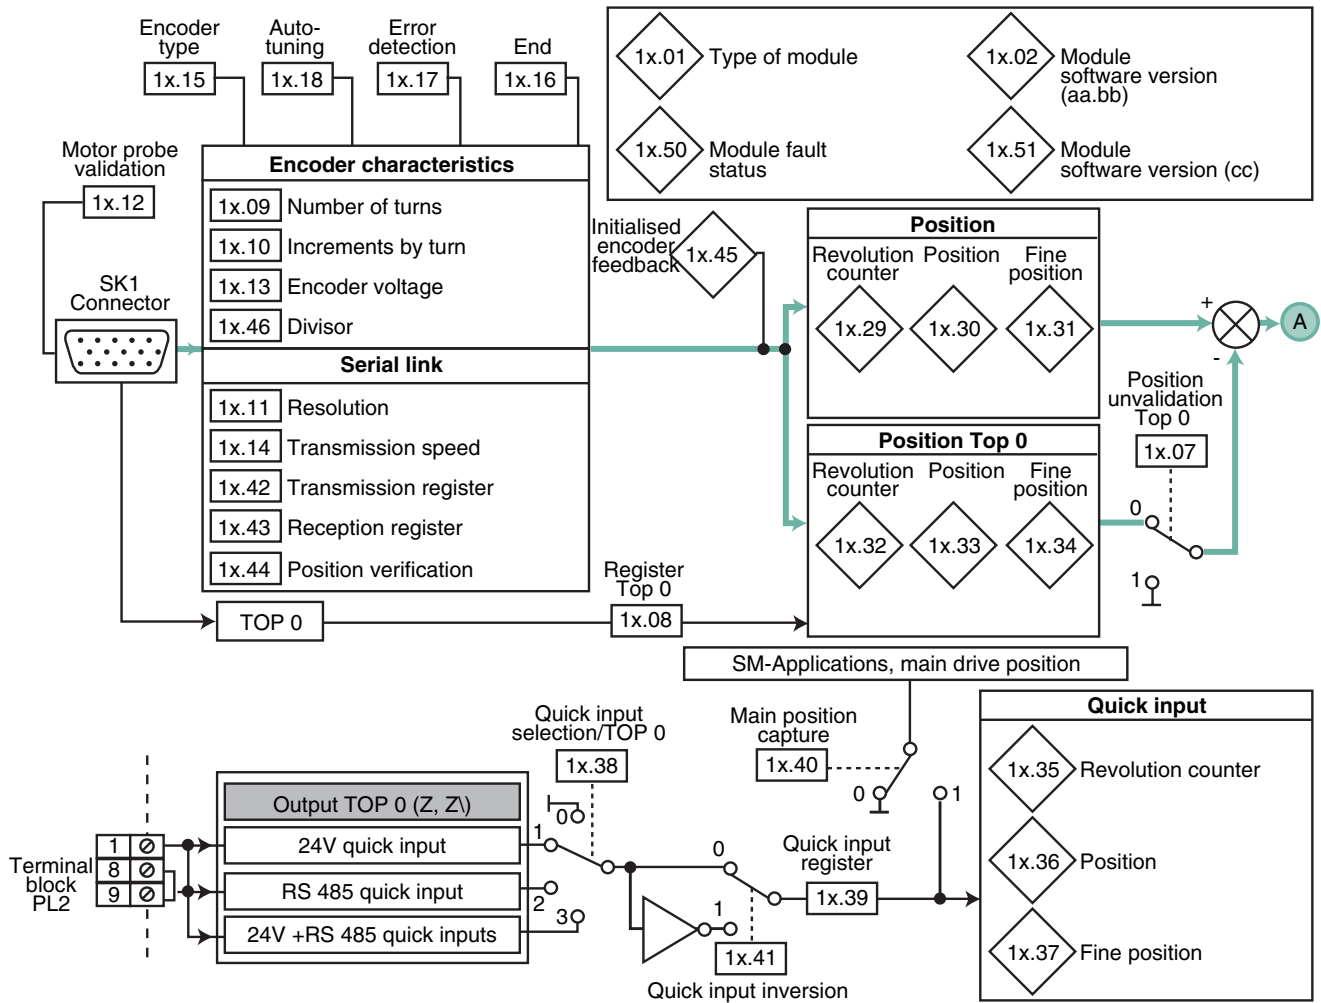 Encoder
type
1x.15
Auto-
tuning
1x.18
Error
detection
1x.17
End
1x.16
1x.01
Type of module
1x.02
Module
software version
(aa.bb)
1x.50
Module fault
status
1x.51
Module
software version (cc)
Motor probe
validation
1x.12
SK1
Connector
Encoder characteristics
1x.09 Number of turns
1x.10 Increments by turn
1x.13 Encoder voltage
1x.46 Divisor
Serial link
1x.11 Resolution
1x.14 Transmission speed
1x.42 Transmission register
1x.43 Reception register
1x.44 Position verification
Initialised
encoder
feedback
1x.45
Position
Revolution
counter
Position
Fine
position
1x.29
1x.30
1x.31
+
-
A
Position Top 0
Revolution
counter
Position
Fine
position
1x.32
1x.33
1x.34
Position
unvalidation
Top 0
1x.07
0
1
TOP 0
Register
Top 0
1x.08
SM-Applications, main drive position
Main position
capture
1x.40
0
1
Quick input
selection/TOP 0
1x.38
Terminal
block
PL2
1
8
9
Output TOP 0 (Z, Z\)
24V quick input
RS 485 quick input
24V +RS 485 quick inputs
0
1
2
3
0
1
1x.41
Quick input inversion
Quick input
register
1x.39
Quick input
1x.35 Revolution counter
1x.36 Position
1x.37 Fine position